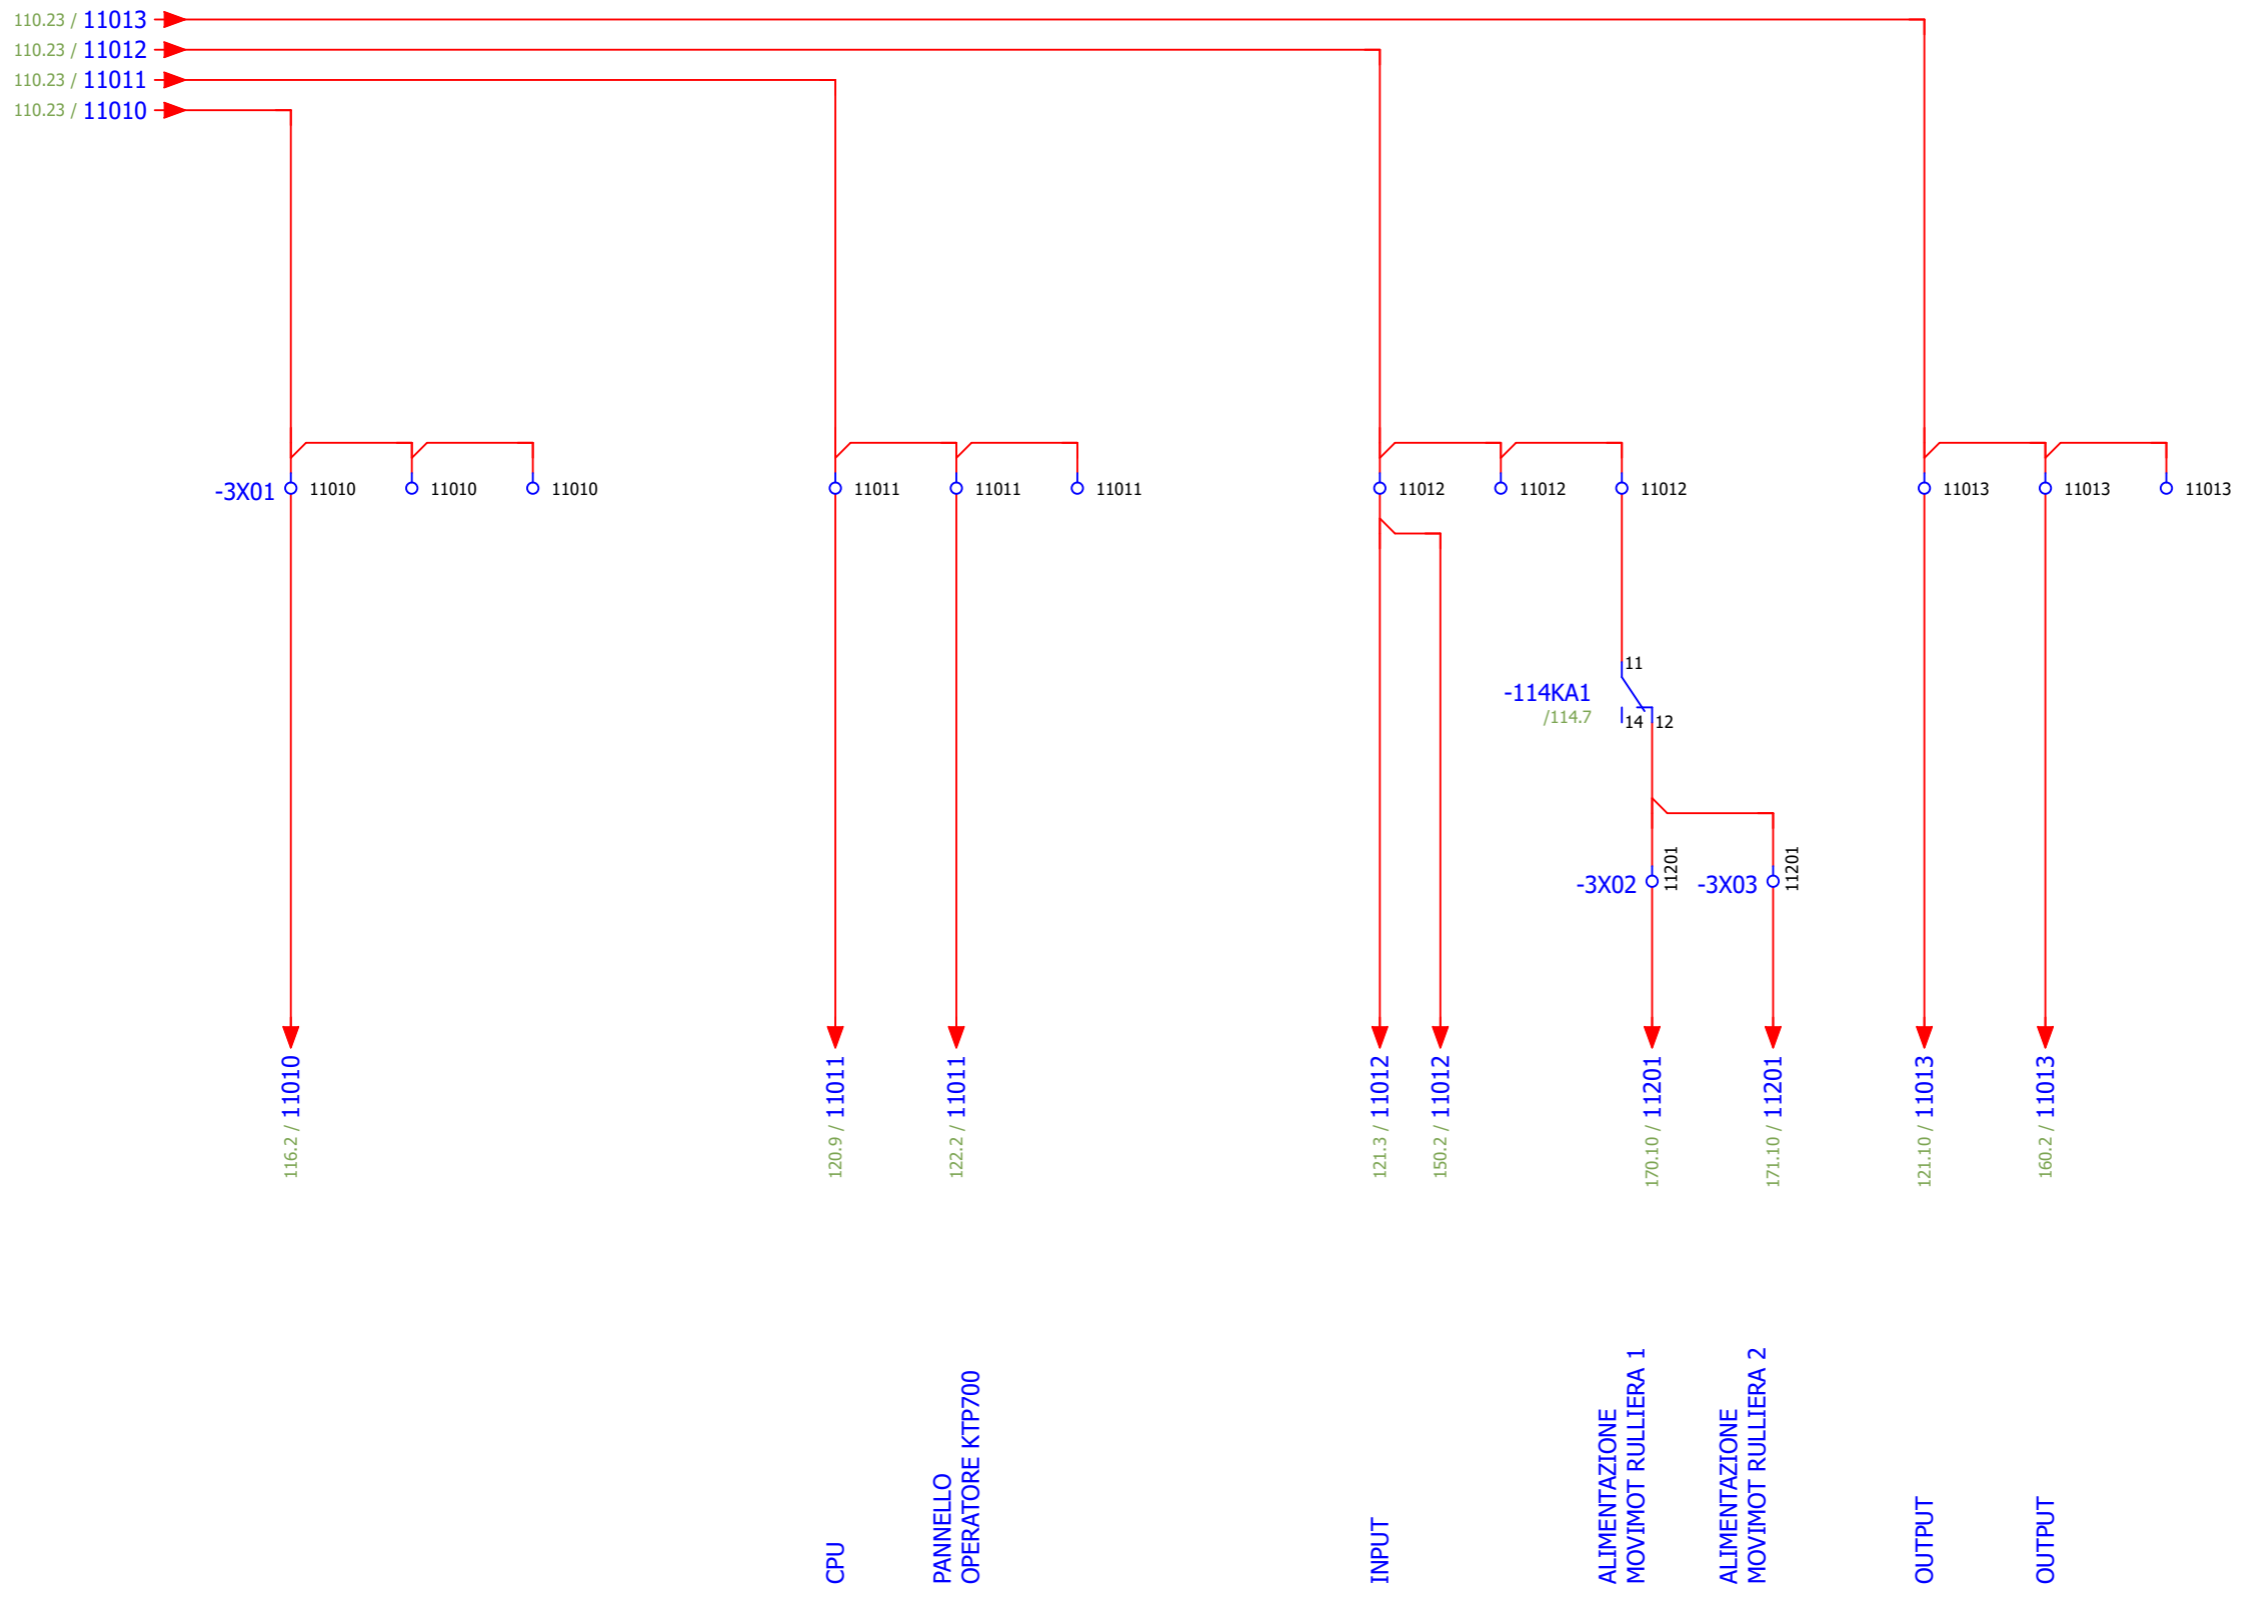 110.23 / 11013
110.23 / 11012
110.23 / 11011
110.23 / 11010
-3X01 11010 11010 11010 11011 11011 11011 11012 11012 11012 11013 11013 11013
11
-114KA1
/114.7
14 12
-3X02 11201
-3X03 11201
116.2 / 11010
120.9 / 11011
122.2 / 11011
121.3 / 11012
150.2 / 11012
170.10 / 11201
171.10 / 11201
121.10 / 11013
160.2 / 11013
CPU
PANNELLO
OPERATORE KTP700
INPUT
ALIMENTAZIONE
MOVIMOT RULLIERA 1
ALIMENTAZIONE
MOVIMOT RULLIERA 2
OUTPUT
OUTPUT